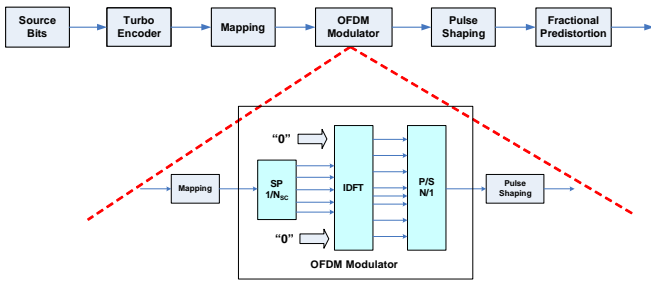 Source
Bits
Turbo
Encoder
Mapping
OFDM
Modulator
Pulse
Shaping
Fractional
Predistortion
"0"
Mapping
SP
1/NSC
IDFT
P/S
N/1
Pulse
Shaping
"0"
OFDM Modulator